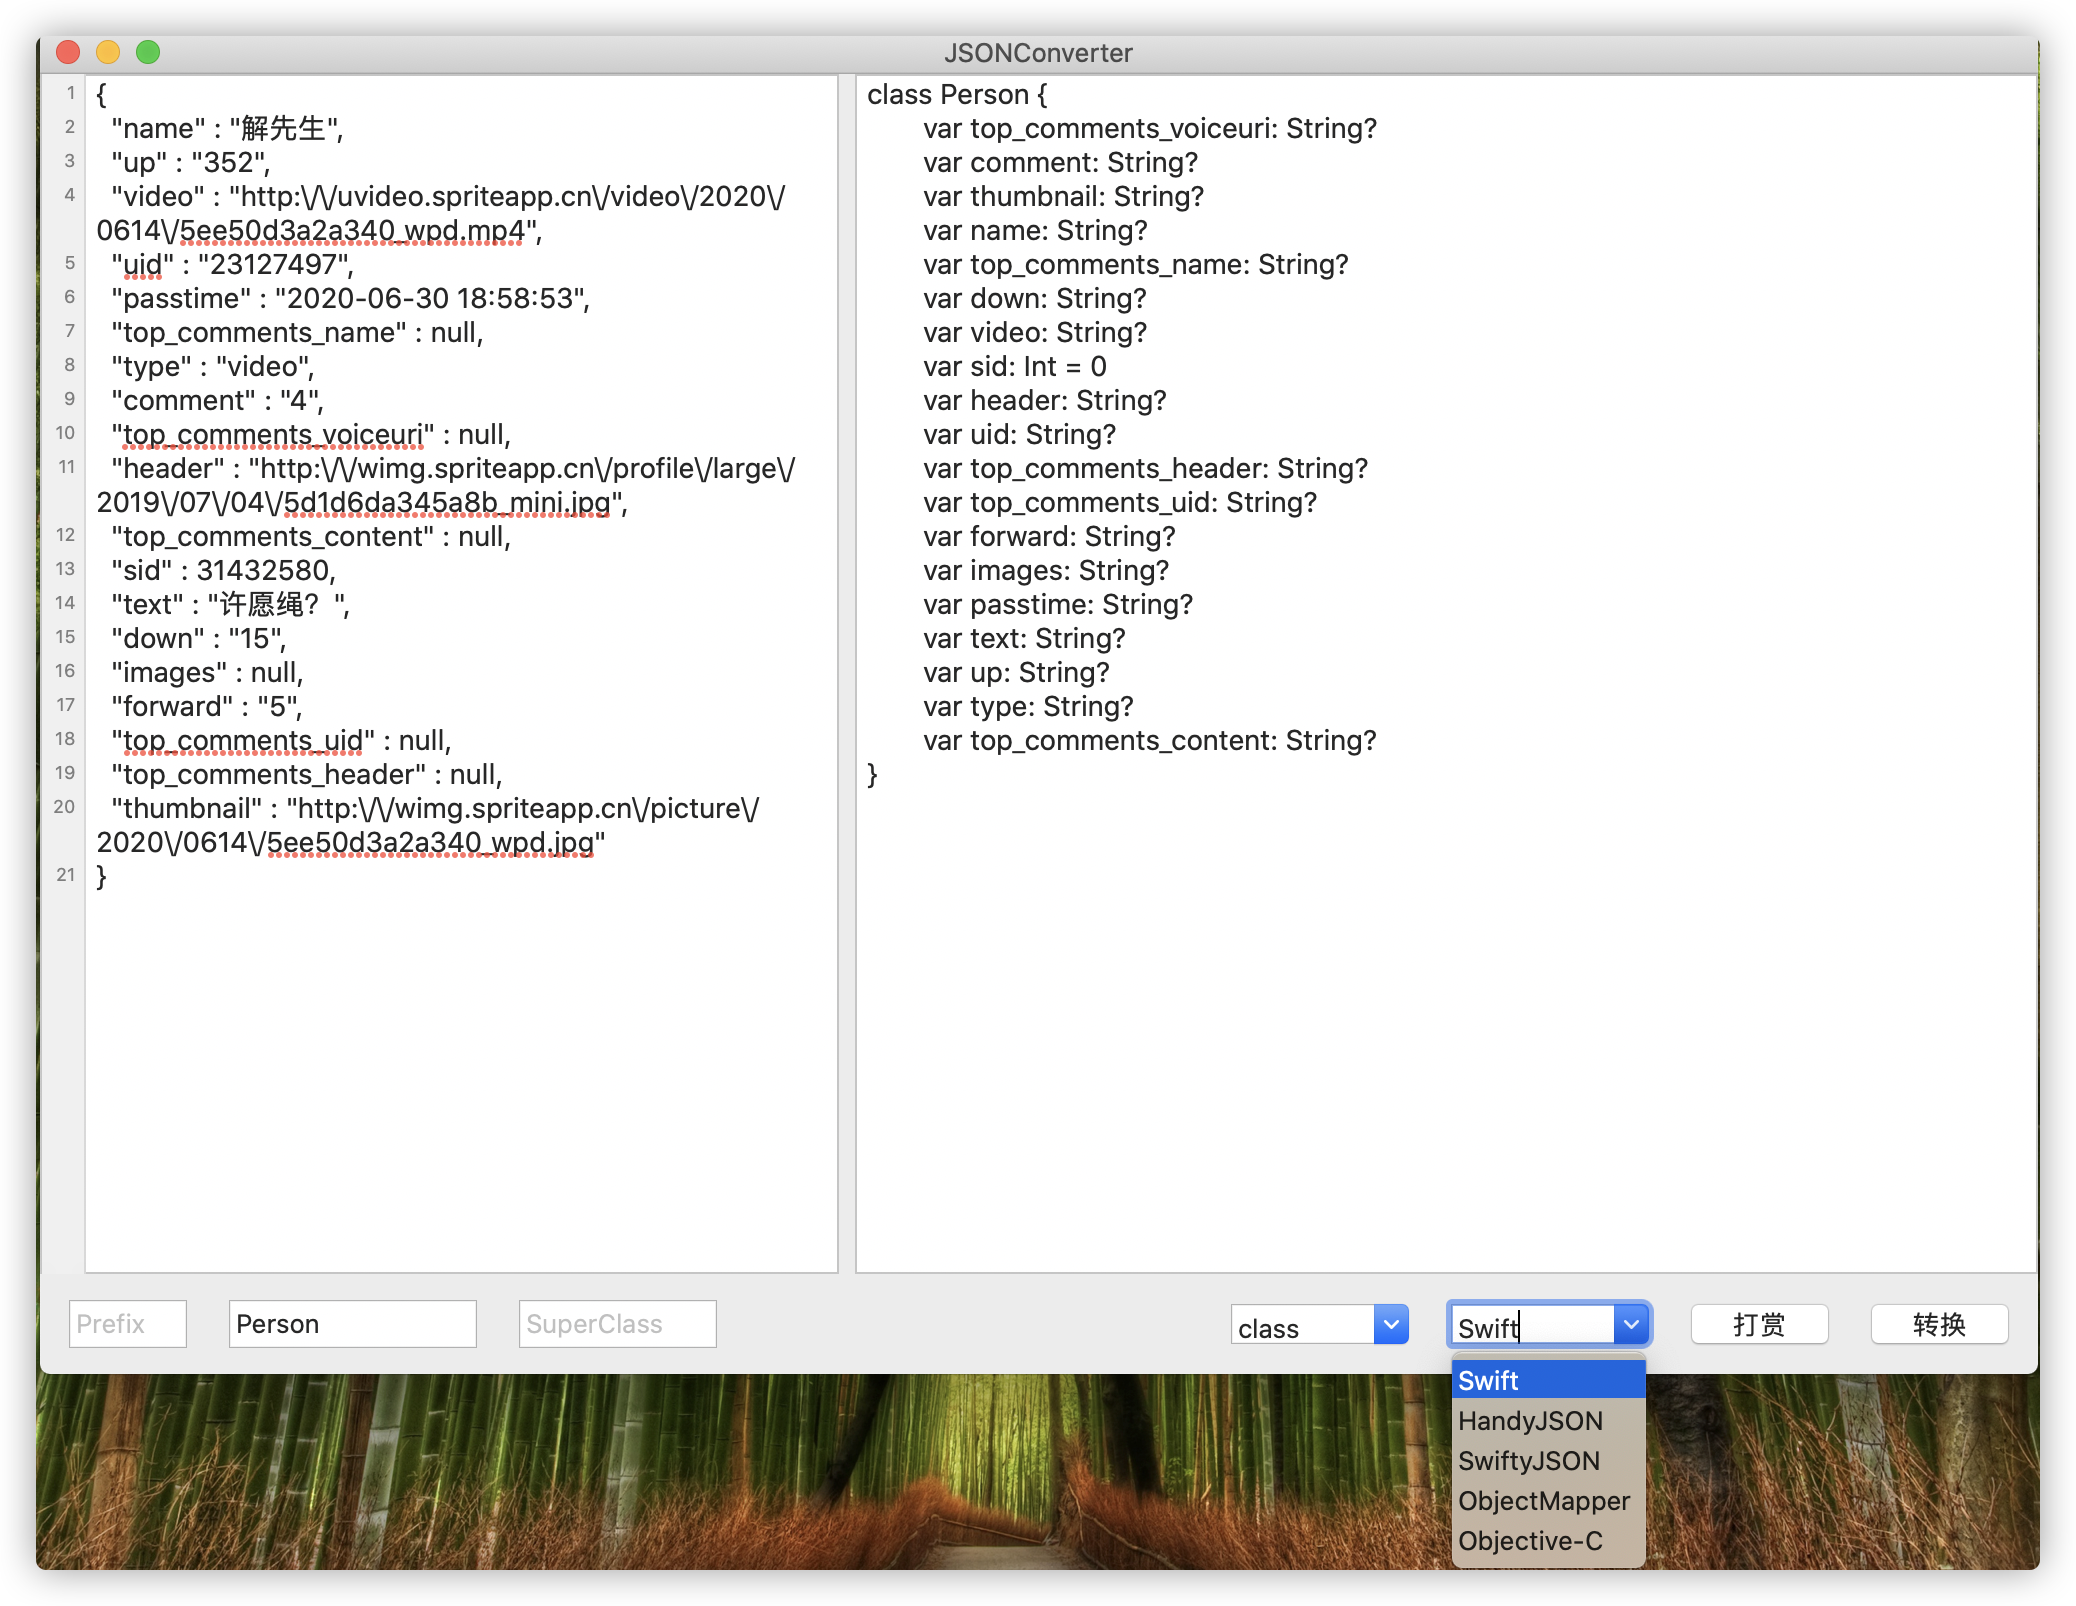 JSONConverter
1 {
2 "name" : "解先生",
3 "up" : "352",
4 "video" : "http:\/\/uvideo.spriteapp.cn\/video\/2020\/
0614\/5ee50d3a2a340_wpd.mp4",
5 "uid" : "23127497",
6 "passtime" : "2020-06-30 18:58:53",
7 "top_comments_name" : null,
8 "type" : "video",
9 "comment" : "4",
10 "top_comments_voiceuri" : null,
11 "header" : "http:\/\/wimg.spriteapp.cn\/profile\/large\/
2019\/07\/04\/5d1d6da345a8b_mini.jpg",
12 "top_comments_content" : null,
13 "sid" : 31432580,
14 "text" : "许愿绳？",
15 "down" : "15",
16 "images" : null,
17 "forward" : "5",
18 "top_comments_uid" : null,
19 "top_comments_header" : null,
20 "thumbnail" : "http:\/\/wimg.spriteapp.cn\/picture\/
2020\/0614\/5ee50d3a2a340_wpd.jpg"
21 }
class Person {
var top_comments_voiceuri: String?
var comment: String?
var thumbnail: String?
var name: String?
var top_comments_name: String?
var down: String?
var video: String?
var sid: Int = 0
var header: String?
var uid: String?
var top_comments_header: String?
var top_comments_uid: String?
var forward: String?
var images: String?
var passtime: String?
var text: String?
var up: String?
var type: String?
var top_comments_content: String?
}
Prefix
Person
SuperClass
class
Swift
打赏
转换
Swift
HandyJSON
SwiftyJSON
ObjectMapper
Objective-C